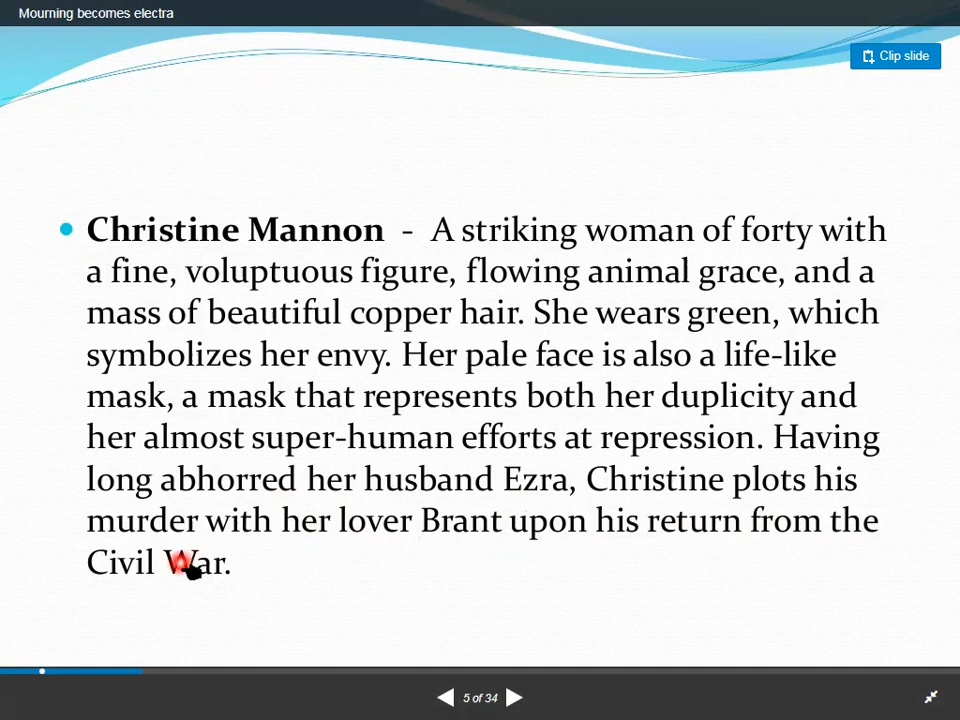 Mourning becomes electra
Clip slide
Christine Mannon - A striking woman of forty with
a fine, voluptuous figure, flowing animal grace, and a
mass of beautiful copper hair. She wears green, which
symbolizes her envy. Her pale face is also a life-like
mask, a mask that represents both her duplicity and
her almost super-human efforts at repression. Having
long abhorred her husband Ezra, Christine plots his
murder with her lover Brant upon his return from the
Civil War.
5 of 34